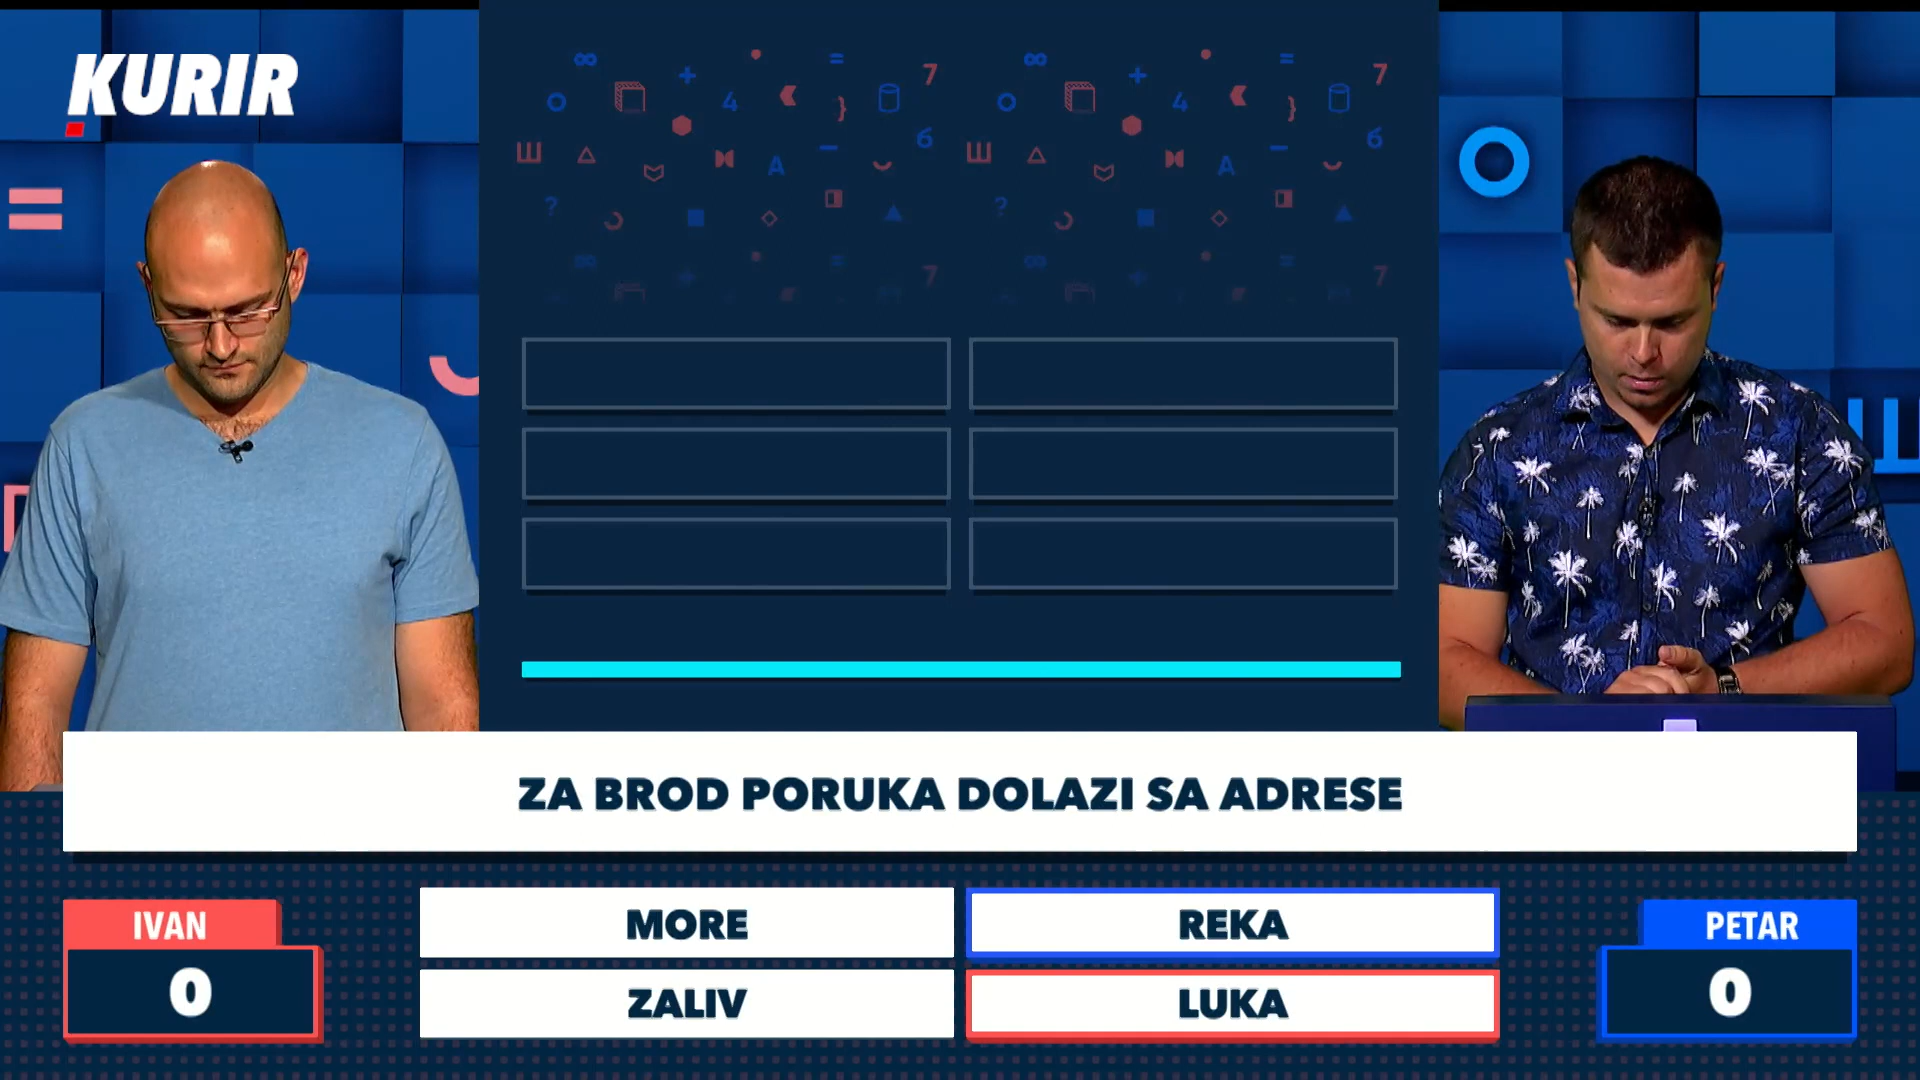 KURIR
ZA BROD PORUKA DOLAZI SA ADRESE
IVAN
0
MORE
REKA
ZALIV
LUKA
PETAR
0